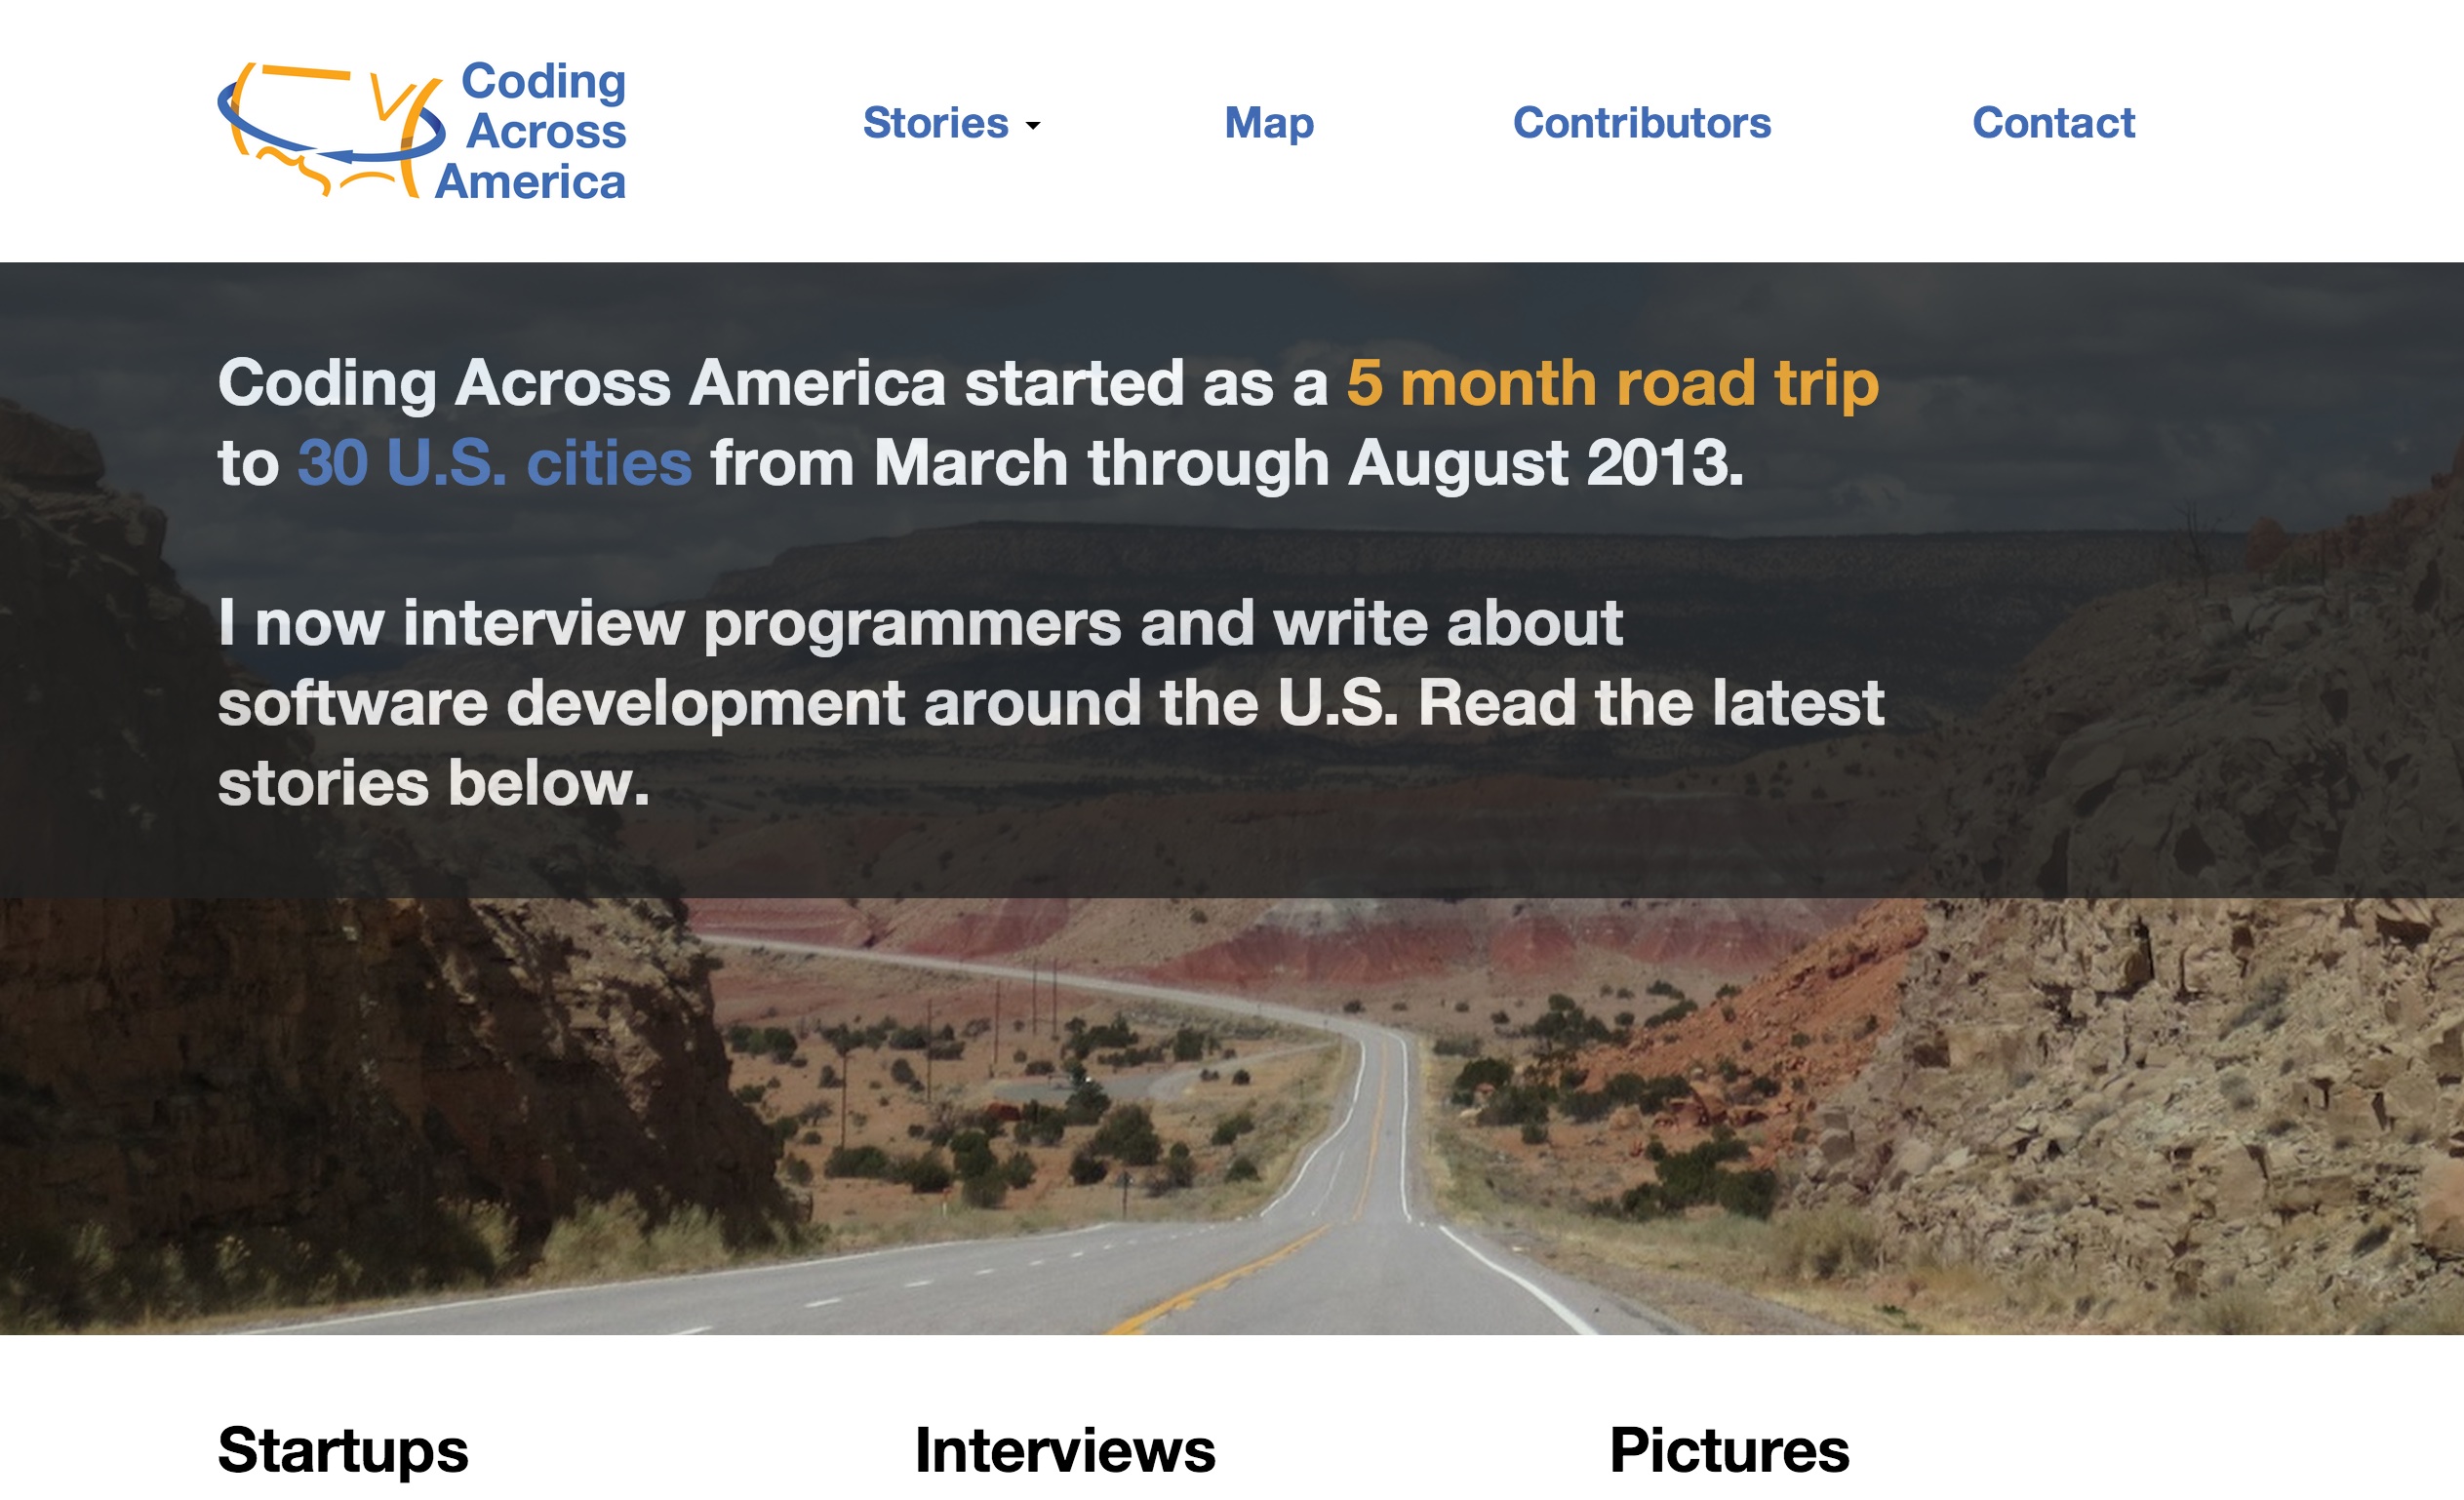 Coding
Across
America
Stories
Map
Contributors
Contact
Coding Across America started as a 5 month road trip
to 30 U.S. cities from March through August 2013.
I now interview programmers and write about
software development around the U.S. Read the latest
stories below.
Startups
Interviews
Pictures